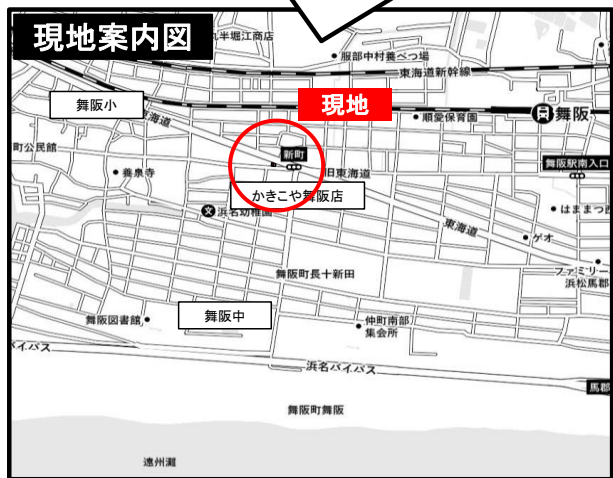 現地案内図
九半堀江商店
服部中村養べつ場
東海道新幹線
舞阪小
現地
順愛保育園
舞阪
東海道
町公民館
新町
旧東海道
舞阪駅南入口
養泉寺
かきこや舞阪店
浜名幼稚園
はままつ西
東海道
ゲオ
舞阪町長十新田
ファミリー
浜松馬郡
舞阪図書館
舞阪中
仲町南部
集会所
イパス
浜名バイパス
馬郡
舞阪町舞阪
遠州灘